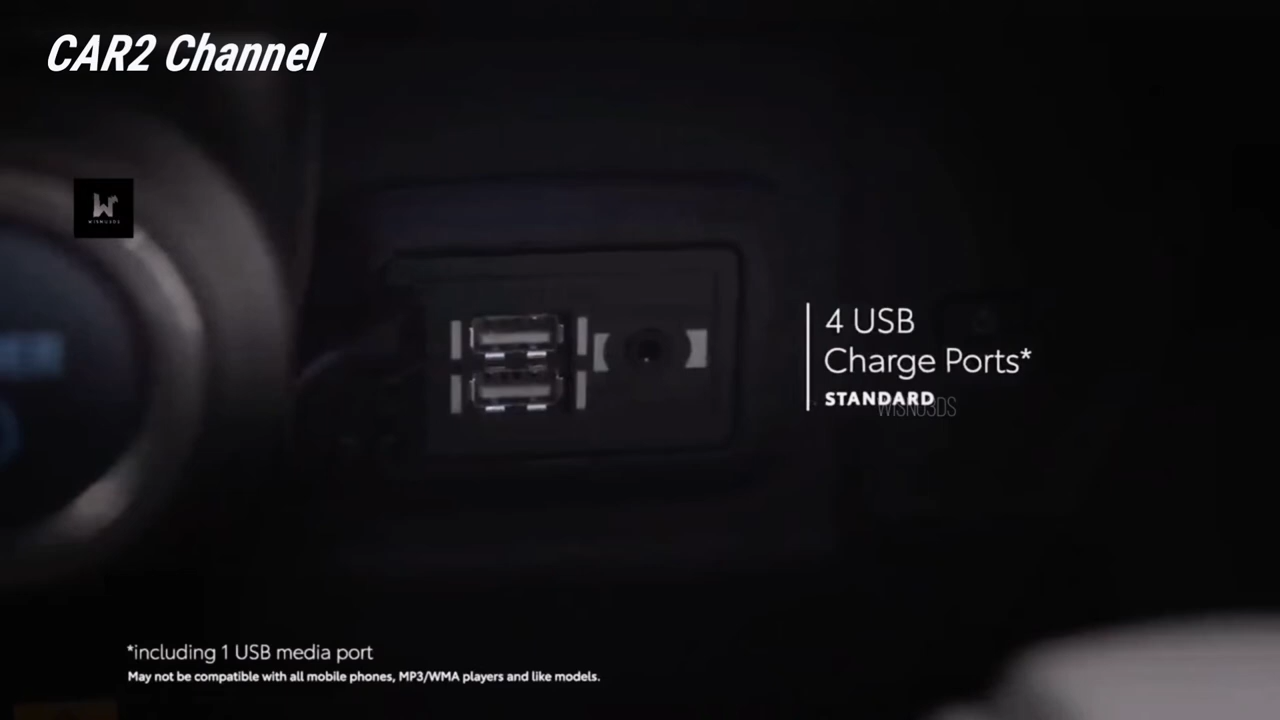 CAR2 Channel
WISNU3DS
4 USB
Charge Ports*
STANDARD
WISNU3DS
*including 1 USB media port
May not be compatible with all mobile phones, MP3/WMA players and like models.